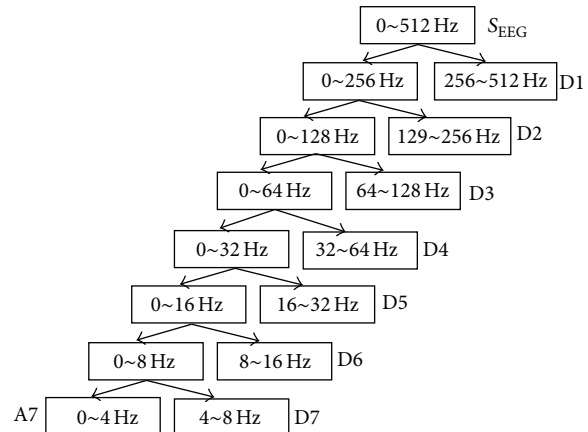 0~512 Hz S_EEG
0~256 Hz 256~512 Hz D1
0~128 Hz 129~256 Hz D2
0~64 Hz 64~128 Hz D3
0~32 Hz 32~64 Hz D4
0~16 Hz 16~32 Hz D5
0~8 Hz 8~16 Hz D6
A7 0~4 Hz 4~8 Hz D7